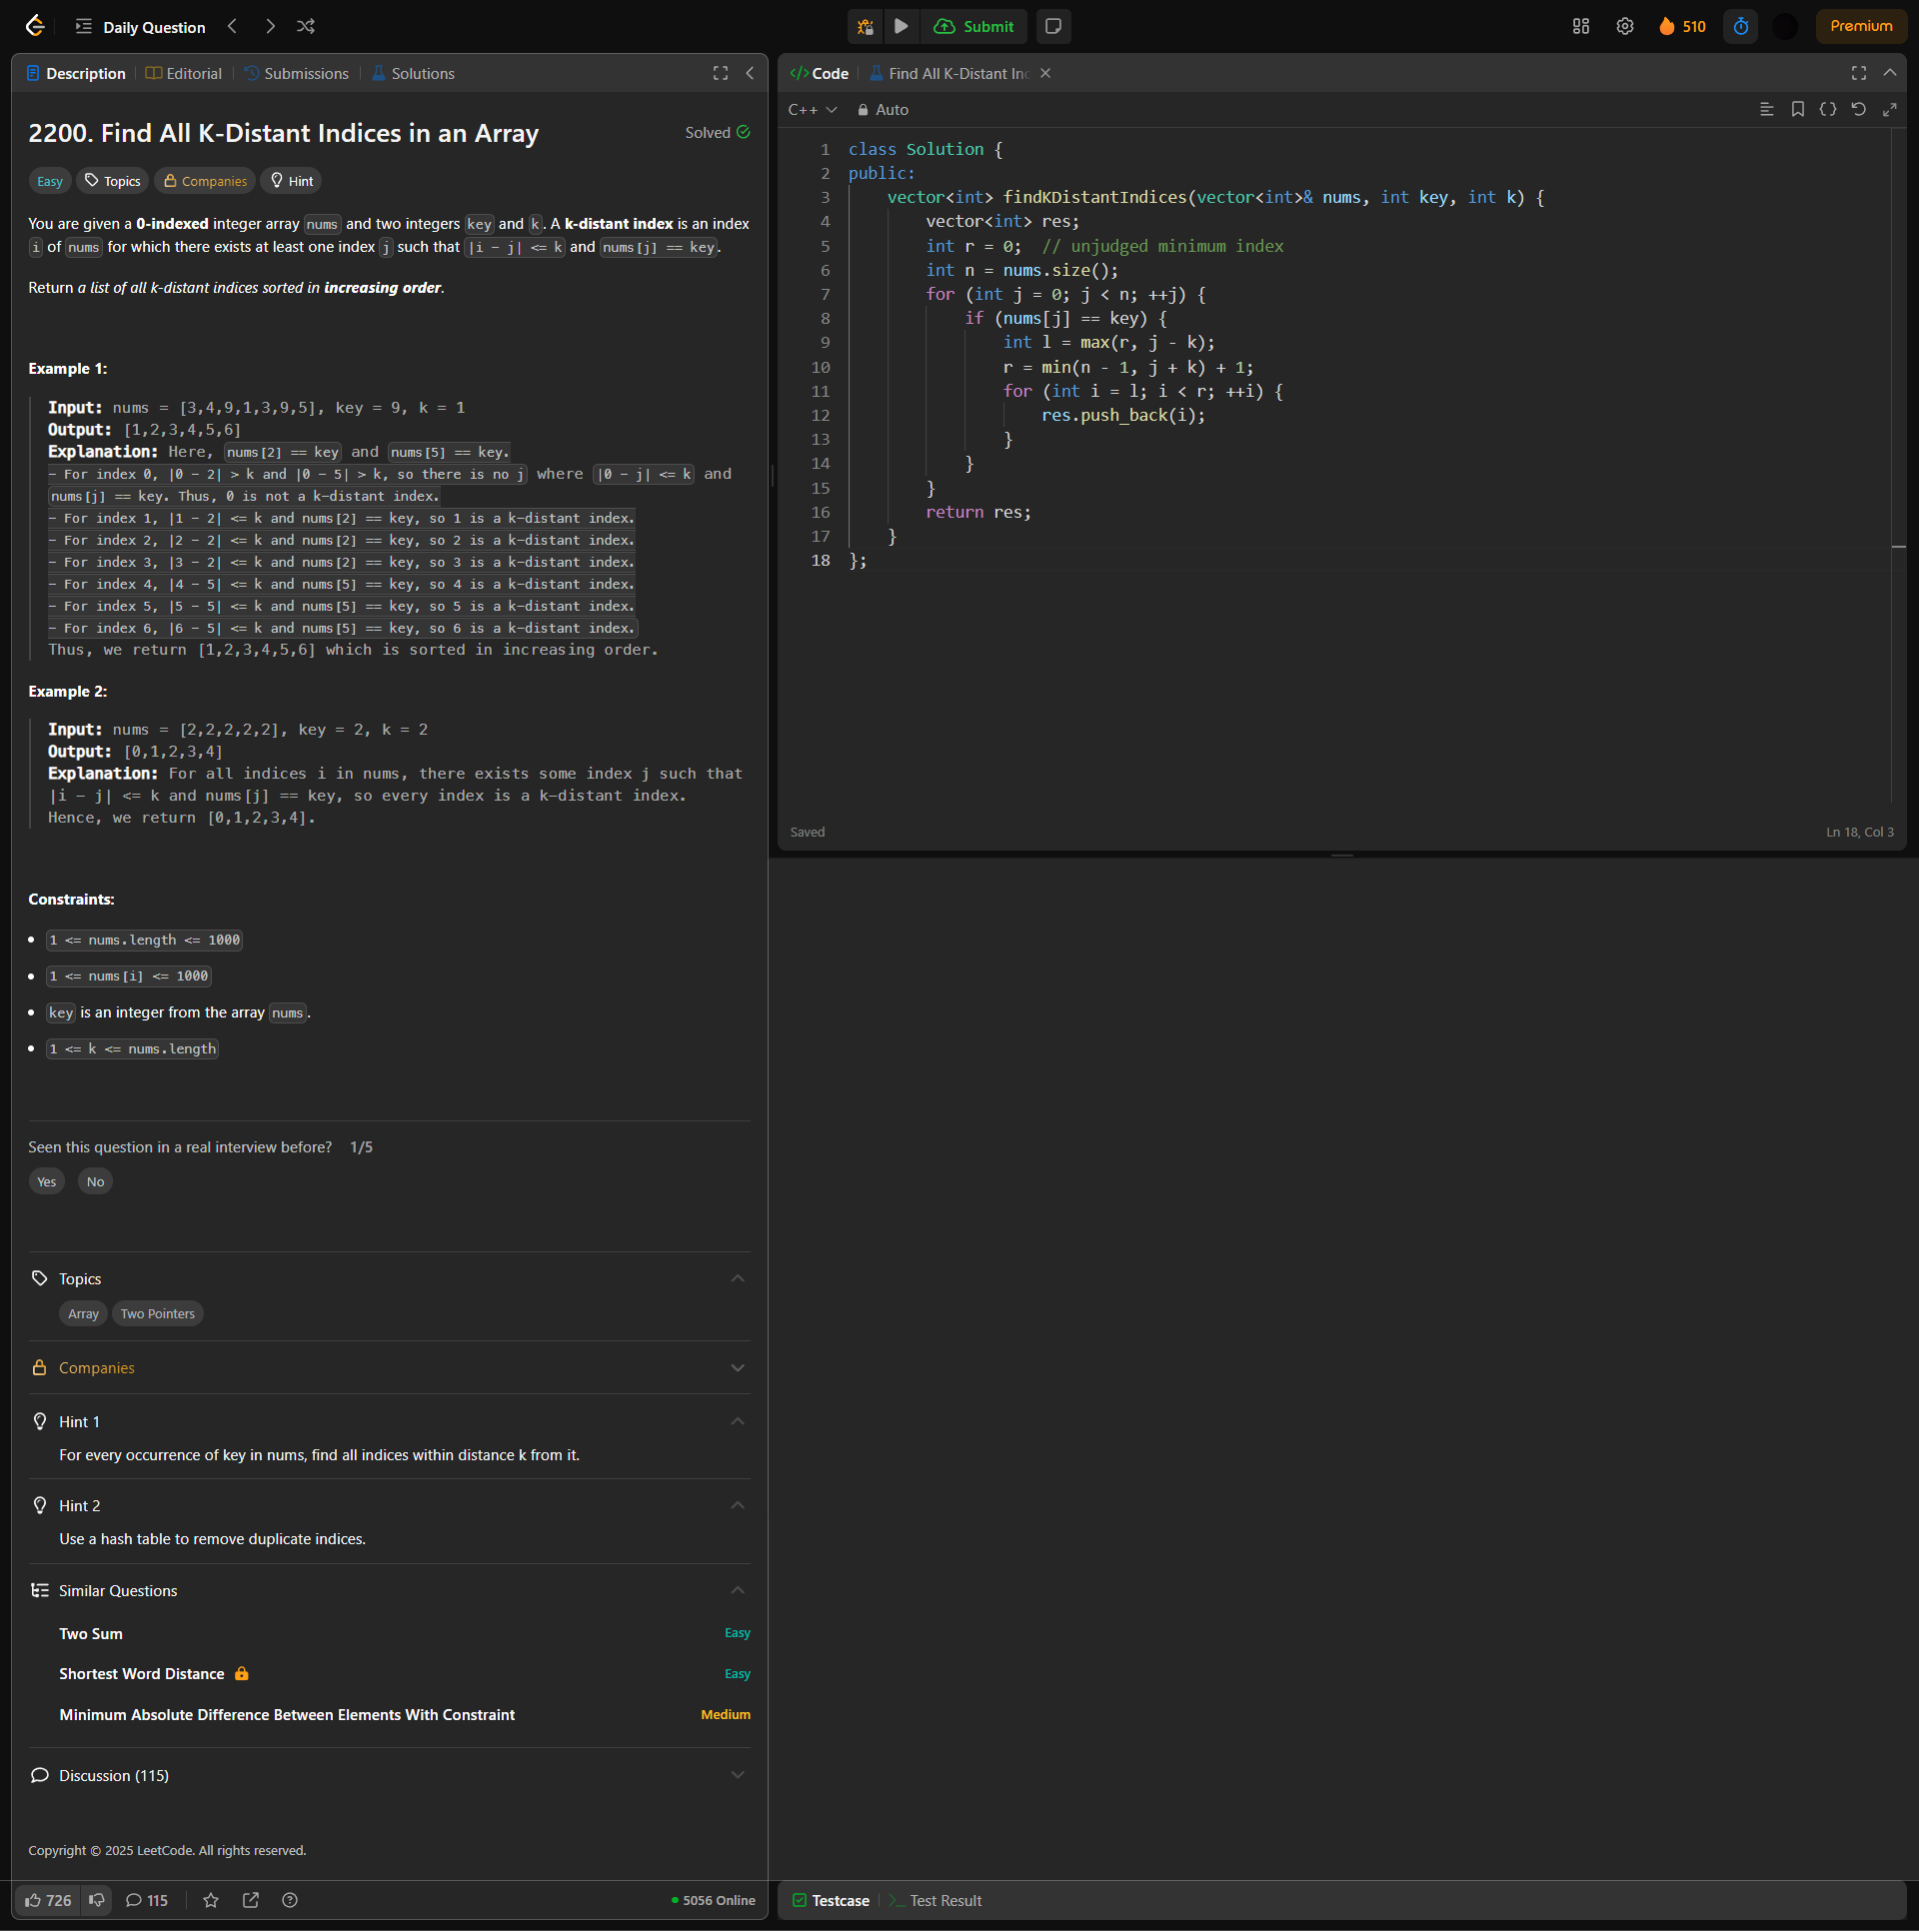 Daily Question
Submit
510
Premium
Description
Editorial
Submissions
Solutions
2200. Find All K-Distant Indices in an Array
Solved
Easy
Topics
Companies
Hint
You are given a 0-indexed integer array nums and two integers key and k. A k-distant index is an index
i of nums for which there exists at least one index j such that |i - j| <= k and nums[j] == key.
Return a list of all k-distant indices sorted in increasing order.
Example 1:
Input: nums = [3,4,9,1,3,9,5], key = 9, k = 1
Output: [1,2,3,4,5,6]
Explanation: Here, nums[2] == key and nums[5] == key.
- For index 0, |0 - 2| > k and |0 - 5| > k, so there is no j where |0 - j| <= k and
nums[j] == key. Thus, 0 is not a k-distant index.
- For index 1, |1 - 2| <= k and nums[2] == key, so 1 is a k-distant index.
- For index 2, |2 - 2| <= k and nums[2] == key, so 2 is a k-distant index.
- For index 3, |3 - 2| <= k and nums[2] == key, so 3 is a k-distant index.
- For index 4, |4 - 5| <= k and nums[5] == key, so 4 is a k-distant index.
- For index 5, |5 - 5| <= k and nums[5] == key, so 5 is a k-distant index.
- For index 6, |6 - 5| <= k and nums[5] == key, so 6 is a k-distant index.
Thus, we return [1,2,3,4,5,6] which is sorted in increasing order.
Example 2:
Input: nums = [2,2,2,2,2], key = 2, k = 2
Output: [0,1,2,3,4]
Explanation: For all indices i in nums, there exists some index j such that
|i - j| <= k and nums[j] == key, so every index is a k-distant index.
Hence, we return [0,1,2,3,4].
Constraints:
• 1 <= nums.length <= 1000
• 1 <= nums[i] <= 1000
• key is an integer from the array nums.
• 1 <= k <= nums.length
Seen this question in a real interview before? 1/5
Yes
No
Topics
Array
Two Pointers
Companies
Hint 1
For every occurrence of key in nums, find all indices within distance k from it.
Hint 2
Use a hash table to remove duplicate indices.
Similar Questions
Two Sum
Easy
Shortest Word Distance
Easy
Minimum Absolute Difference Between Elements With Constraint
Medium
Discussion (115)
Copyright © 2025 LeetCode. All rights reserved.
726
115
5056 Online
</> Code
Find All K-Distant Inc
C++
Auto
1 class Solution {
2 public:
3     vector<int> findKDistantIndices(vector<int>& nums, int key, int k) {
4         vector<int> res;
5         int r = 0;  // unjudged minimum index
6         int n = nums.size();
7         for (int j = 0; j < n; ++j) {
8             if (nums[j] == key) {
9                 int l = max(r, j - k);
10                 r = min(n - 1, j + k) + 1;
11                 for (int i = l; i < r; ++i) {
12                     res.push_back(i);
13                 }
14             }
15         }
16         return res;
17     }
18 };
Saved
Ln 18, Col 3
Testcase
Test Result